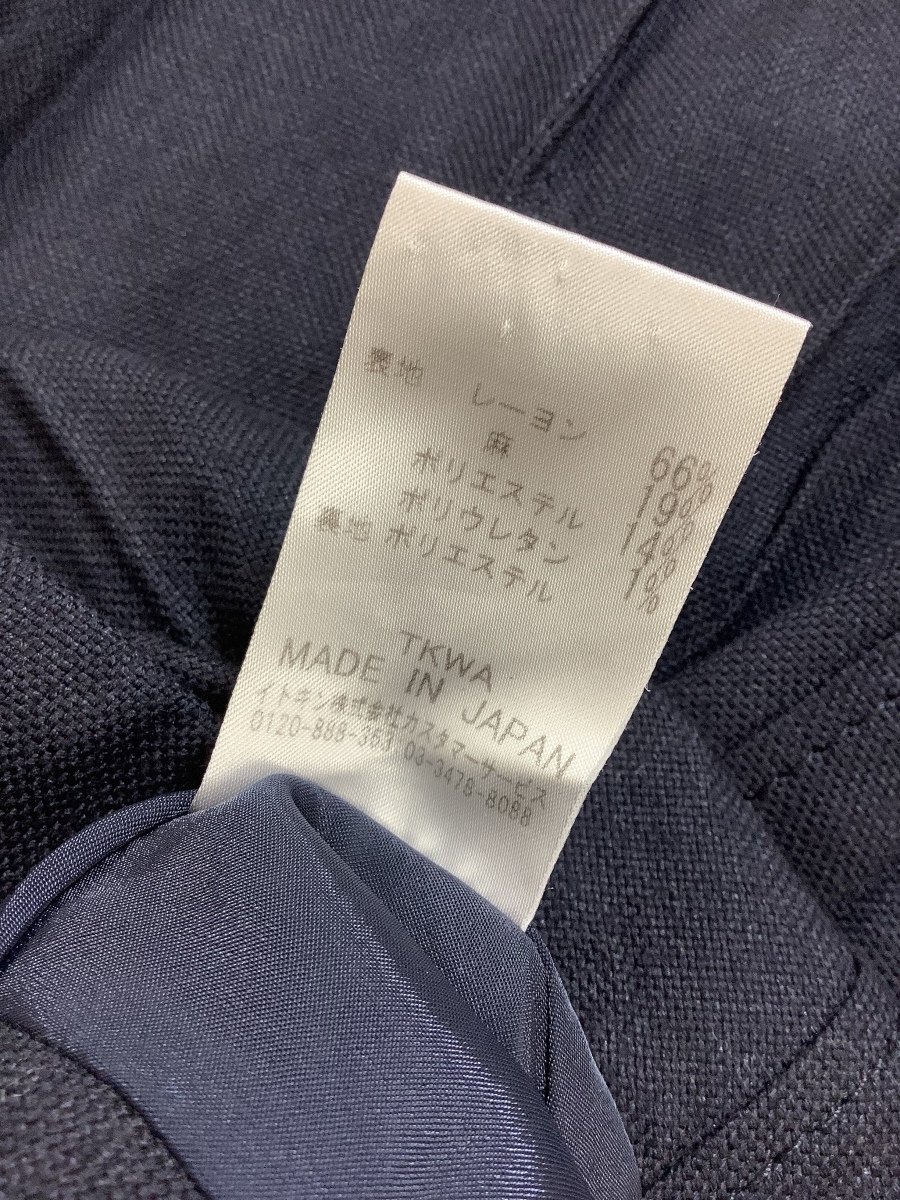 表地 レーヨン 66%
麻 19%
ポリエステル 14%
ポリウレタン 1%
裏地 ポリエステル
TKWA
MADE IN JAPAN
イトキン株式会社カスタマーサービス
0120-888-363 03-3478-8088